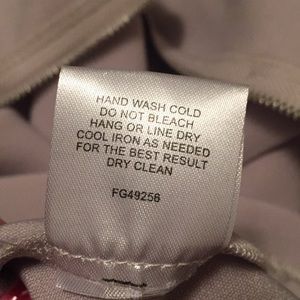 HAND WASH COLD
DO NOT BLEACH
HANG OR LINE DRY
COOL IRON AS NEEDED
FOR THE BEST RESULT
DRY CLEAN
FG49256